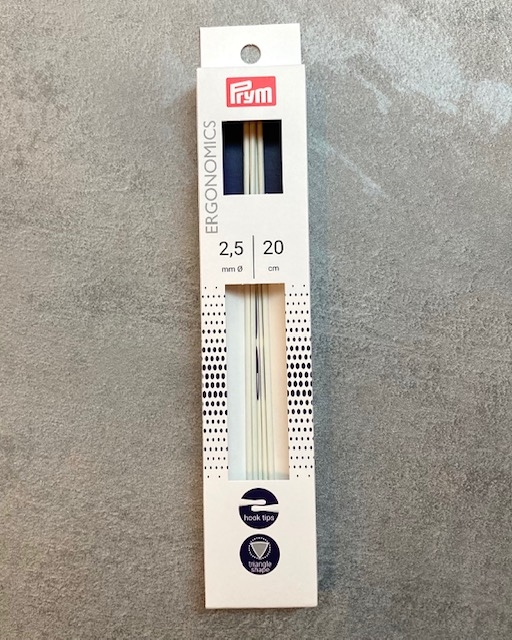 Prym
ERGONOMICS
2,5 20
mm Ø cm
hook tips
triangle
shape